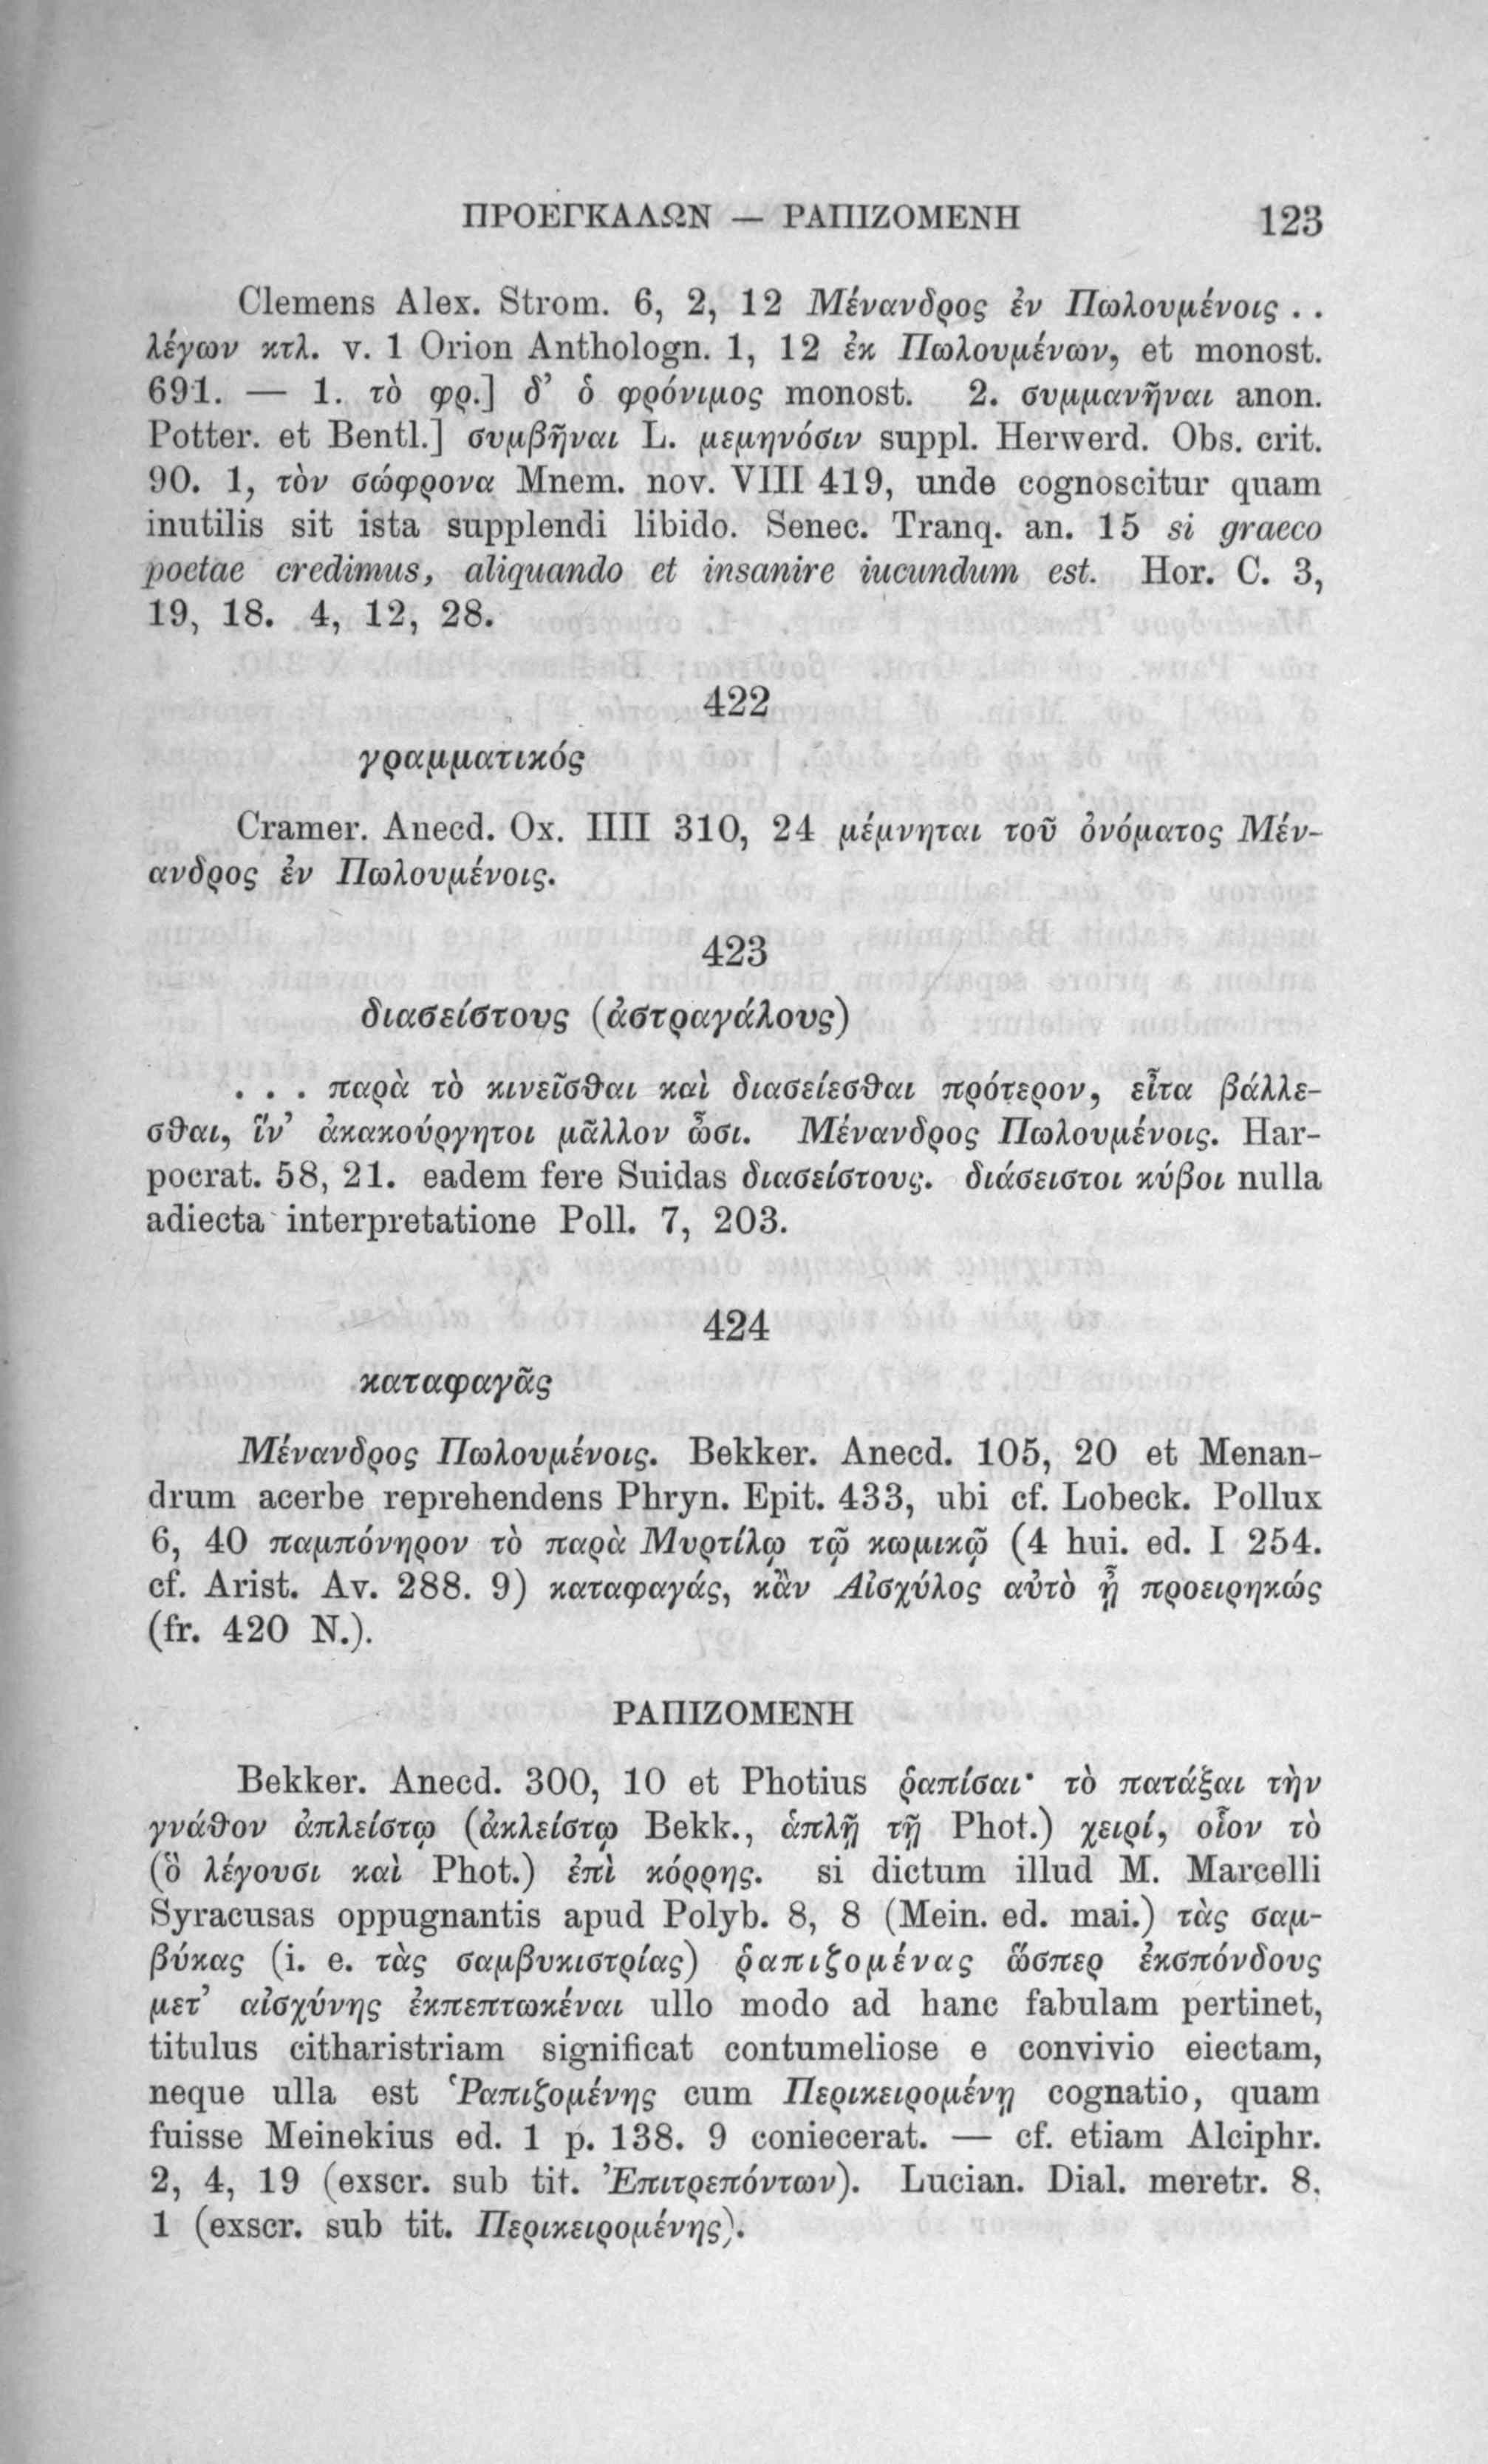 ΠΡΟΕΓΚΑΛΩΝ — ΡΑΠΙΖΟΜΕΝΗ 123
Clemens Alex. Strom. 6, 2, 12 Μένανδρος ἐν Πωλουμένοις . .
λέγων κτλ. v. 1 Orion Anthologn. 1, 12 ἐκ Πωλουμένων, et monost.
691. — 1. τὸ φρ.] δ’ ὁ φρόνιμος monost. 2. συμμανῆναι anon.
Potter. et Bentl.] συμβῆναι L. μεμηνόσιν suppl. Herwerd. Obs. crit.
90. 1, τὸν σώφρονα Mnem. nov. VIII 419, unde cognoscitur quam
inutilis sit ista supplendi libido. Senec. Tranq. an. 15 si graeco
poetae credimus, aliquando et insanire iucundum est. Hor. C. 3,
19, 18. 4, 12, 28.
422
γραμματικός
Cramer. Anecd. Ox. IIII 310, 24 μέμνηται τοῦ ὀνόματος Μέν-
ανδρος ἐν Πωλουμένοις.
423
διασείστους (ἀστραγάλους)
. . . παρὰ τὸ κινεῖσθαι καὶ διασείεσθαι πρότερον, εἶτα βάλλε-
σθαι, ἵν’ ἀκακούργητοι μᾶλλον ὦσι. Μένανδρος Πωλουμένοις. Har-
pocrat. 58, 21. eadem fere Suidas διασείστους. διάσειστοι κύβοι nulla
adiecta interpretatione Poll. 7, 203.
424
καταφαγᾶς
Μένανδρος Πωλουμένοις. Bekker. Anecd. 105, 20 et Menan-
drum acerbe reprehendens Phryn. Epit. 433, ubi cf. Lobeck. Pollux
6, 40 παμπόνηρον τὸ παρὰ Μυρτίλῳ τῷ κωμικῷ (4 hui. ed. I 254.
cf. Arist. Av. 288. 9) καταφαγάς, κἂν Αἰσχύλος αὐτὸ ᾖ προειρηκώς
(fr. 420 N.).
ΡΑΠΙΖΟΜΕΝΗ
Bekker. Anecd. 300, 10 et Photius ῥαπίσαι· τὸ πατάξαι τὴν
γνάθον ἀπλείστῳ (ἀκλείστῳ Bekk., ἁπλῇ τῇ Phot.) χειρί, οἷον τὸ
(ὃ λέγουσι καὶ Phot.) ἐπὶ κόρρης. si dictum illud M. Marcelli
Syracusas oppugnantis apud Polyb. 8, 8 (Mein. ed. mai.) τὰς σαμ-
βύκας (i. e. τὰς σαμβυκιστρίας) ῥαπιζομένας ὥσπερ ἐκσπόνδους
μετ’ αἰσχύνης ἐκπεπτωκέναι ullo modo ad hanc fabulam pertinet,
titulus citharistriam significat contumeliose e convivio eiectam,
neque ulla est Ῥαπιζομένης cum Περικειρομένῃ cognatio, quam
fuisse Meinekius ed. 1 p. 138. 9 coniecerat. — cf. etiam Alciphr.
2, 4, 19 (exscr. sub tit. Ἐπιτρεπόντων). Lucian. Dial. meretr. 8,
1 (exscr. sub tit. Περικειρομένης).